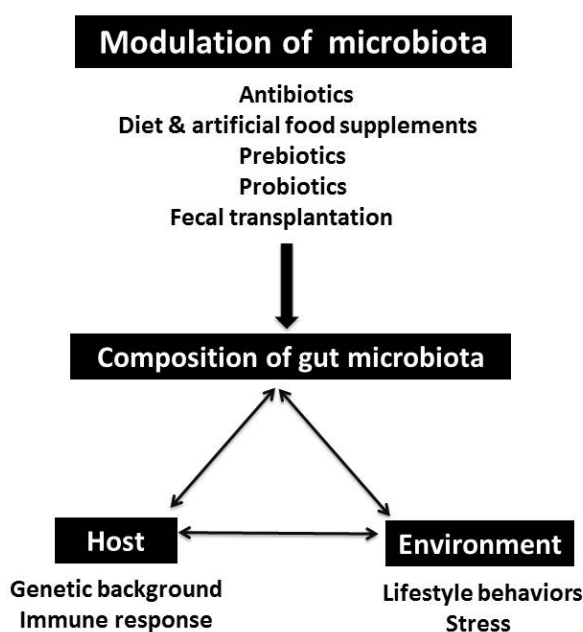 Modulation of microbiota
Antibiotics
Diet & artificial food supplements
Prebiotics
Probiotics
Fecal transplantation
Composition of gut microbiota
Host
Genetic background
Immune response
Environment
Lifestyle behaviors
Stress